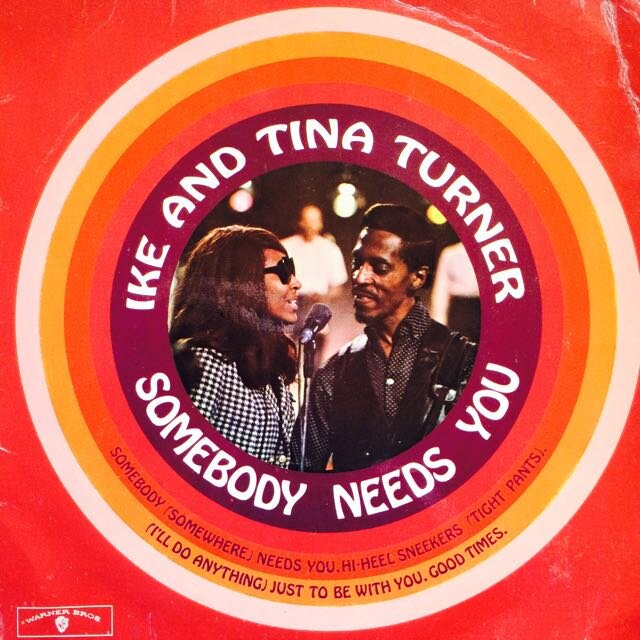 IKE AND TINA TURNER
SOMEBODY NEEDS YOU
SOMEBODY (SOMEWHERE) NEEDS YOU. HI-HEEL SNEEKERS (TIGHT PANTS).
(I'LL DO ANYTHING) JUST TO BE WITH YOU. GOOD TIMES.
WARNER BROS